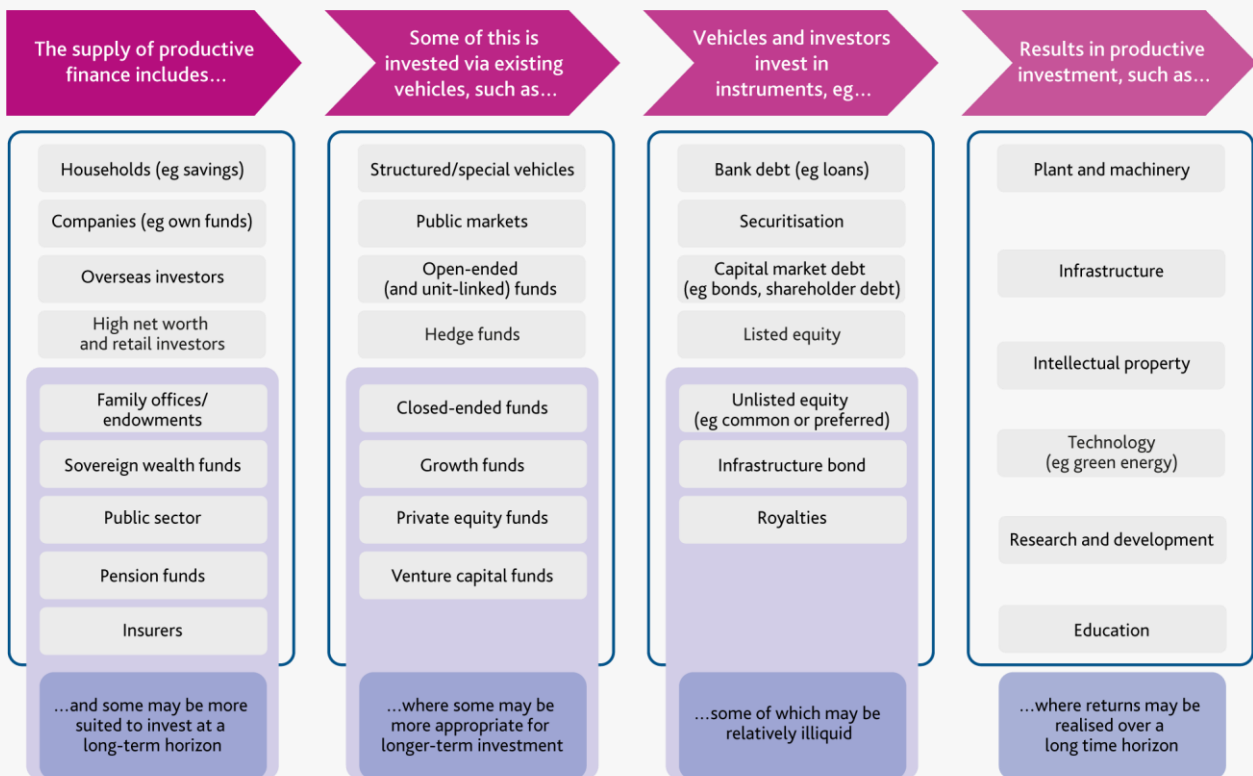 The supply of productive
finance includes…
Some of this is
invested via existing
vehicles, such as…
Vehicles and investors
invest in
instruments, eg…
Results in productive
investment, such as…
Households (eg savings)
Companies (eg own funds)
Overseas investors
High net worth
and retail investors
Family offices/
endowments
Sovereign wealth funds
Public sector
Pension funds
Insurers
…and some may be more
suited to invest at a
long-term horizon
Structured/special vehicles
Public markets
Open-ended
(and unit-linked) funds
Hedge funds
Closed-ended funds
Growth funds
Private equity funds
Venture capital funds
…where some may be
more appropriate for
longer-term investment
Bank debt (eg loans)
Securitisation
Capital market debt
(eg bonds, shareholder debt)
Listed equity
Unlisted equity
(eg common or preferred)
Infrastructure bond
Royalties
…some of which may be
relatively illiquid
Plant and machinery
Infrastructure
Intellectual property
Technology
(eg green energy)
Research and development
Education
…where returns may be
realised over a
long time horizon